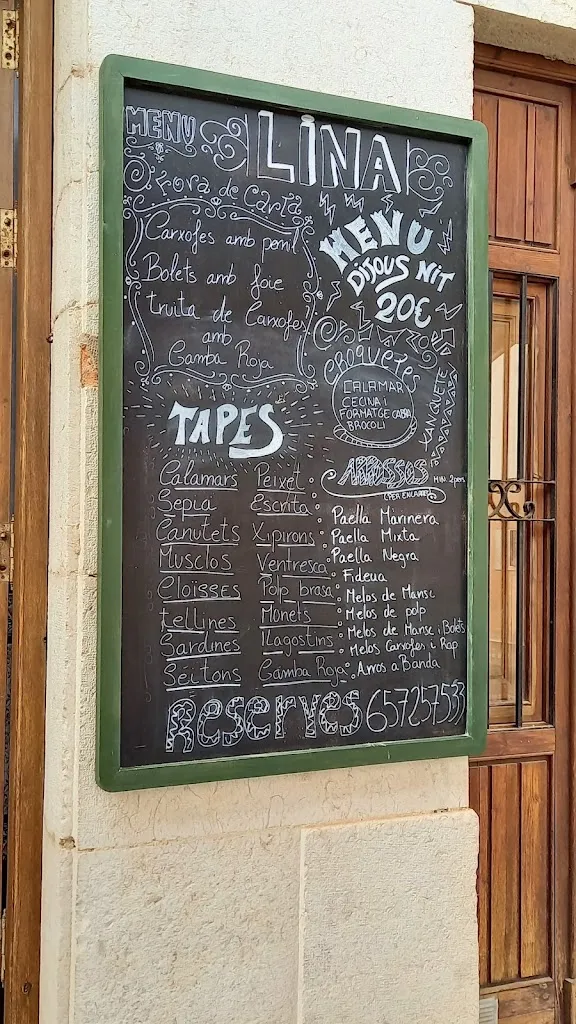 MENU
LINA
Fora de Carta
Carxofes amb pernil
Bolets amb foie
truita de Carxofes
amb
Gamba Roja
MENU
DIJOUS NIT
20€
CROQUETES
CALAMAR
CECINA i
FORMATGE CABRA
BROCOLI
XANQUETE
TAPES
Calamars
Sepia
Canutets
Musclos
Cloïsses
tellines
Sardines
Seitons
Peixet
Escrita
Xipirons
Ventresca
Polp brasa
Monets
llagostins
Gamba Roja
ARROSSOS
MIN. 2 pers
(PER ENCARREC)
Paella Marinera
Paella Mixta
Paella Negra
Fideua
Melos de Marisc
Melos de polp
Melos de Marisc i Bolets
Melos Carxofes i Rap
Arros a Banda
Reserves 657257533